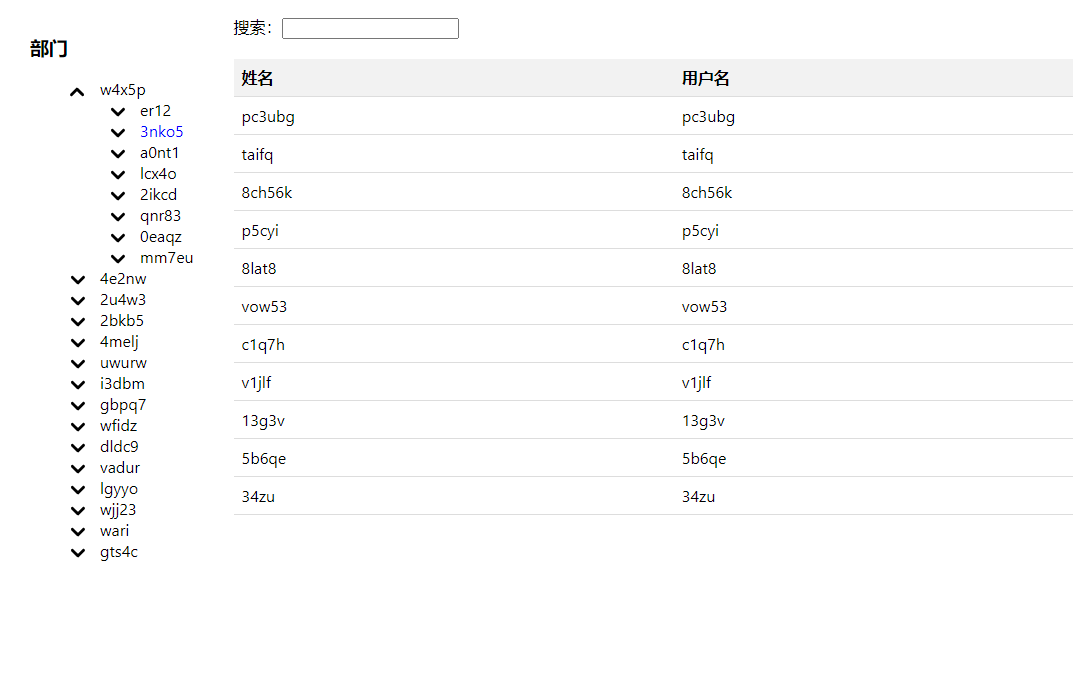 部门
w4x5p
er12
3nko5
a0nt1
lcx4o
2ikcd
qnr83
0eaqz
mm7eu
4e2nw
2u4w3
2bkb5
4melj
uwurw
i3dbm
gbpq7
wfidz
dldc9
vadur
lgyyo
wjj23
wari
gts4c
搜索：
姓名 用户名
pc3ubg pc3ubg
taifq taifq
8ch56k 8ch56k
p5cyi p5cyi
8lat8 8lat8
vow53 vow53
c1q7h c1q7h
v1jlf v1jlf
13g3v 13g3v
5b6qe 5b6qe
34zu 34zu